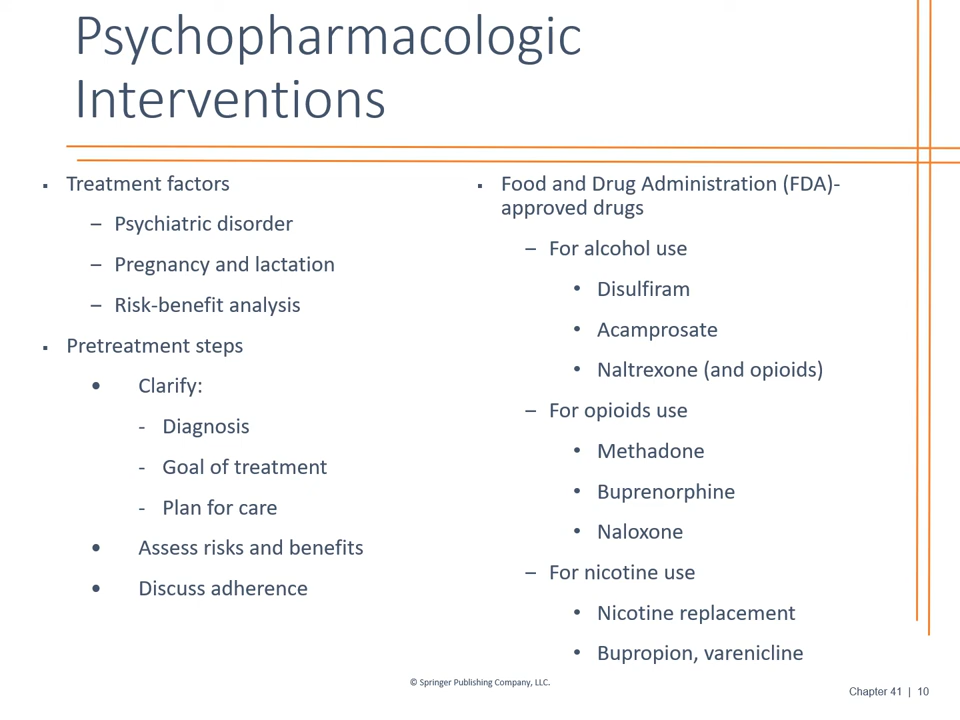 Psychopharmacologic
Interventions
▪ Treatment factors
– Psychiatric disorder
– Pregnancy and lactation
– Risk-benefit analysis
▪ Pretreatment steps
• Clarify:
- Diagnosis
- Goal of treatment
- Plan for care
• Assess risks and benefits
• Discuss adherence
▪ Food and Drug Administration (FDA)-
approved drugs
– For alcohol use
• Disulfiram
• Acamprosate
• Naltrexone (and opioids)
– For opioids use
• Methadone
• Buprenorphine
• Naloxone
– For nicotine use
• Nicotine replacement
• Bupropion, varenicline
© Springer Publishing Company, LLC.
Chapter 41 | 10